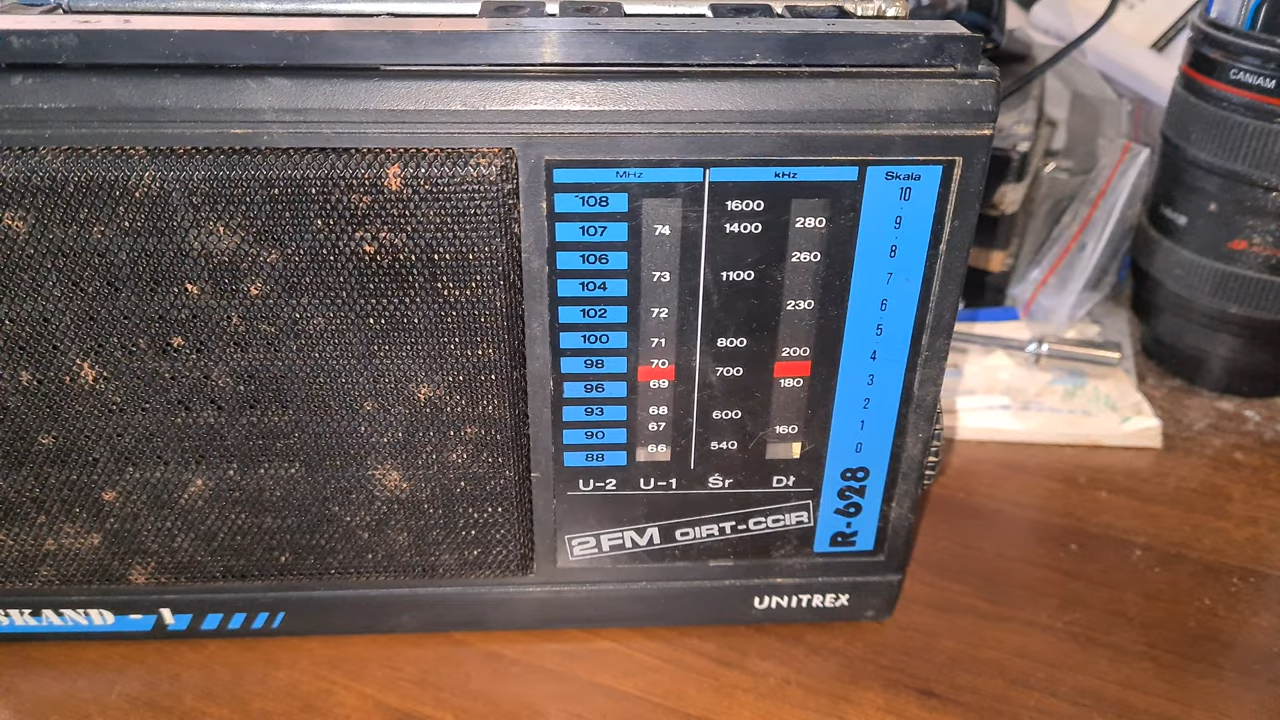 CANIAM
MHz kHz Skala
108 1600 10
107 74 1400 280 9
106 260 8
104 73 1100 7
102 72 230 6
100 71 800 200 5
98 70 700 4
96 69 180 3
93 68 600 2
90 67 160 1
88 66 540 0
U-2 U-1 Śr Dł
R-628
2FM OIRT-CCIR
UNITREX
SKAND - 1